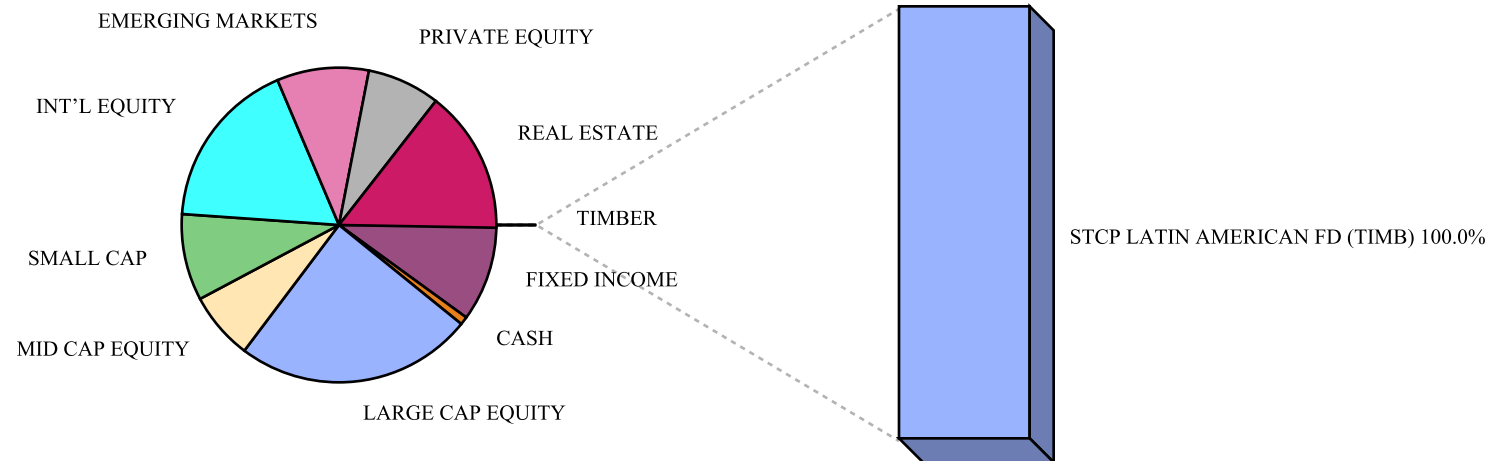 EMERGING MARKETS
PRIVATE EQUITY
INT’L EQUITY
REAL ESTATE
TIMBER
STCP LATIN AMERICAN FD (TIMB) 100.0%
SMALL CAP
FIXED INCOME
CASH
MID CAP EQUITY
LARGE CAP EQUITY